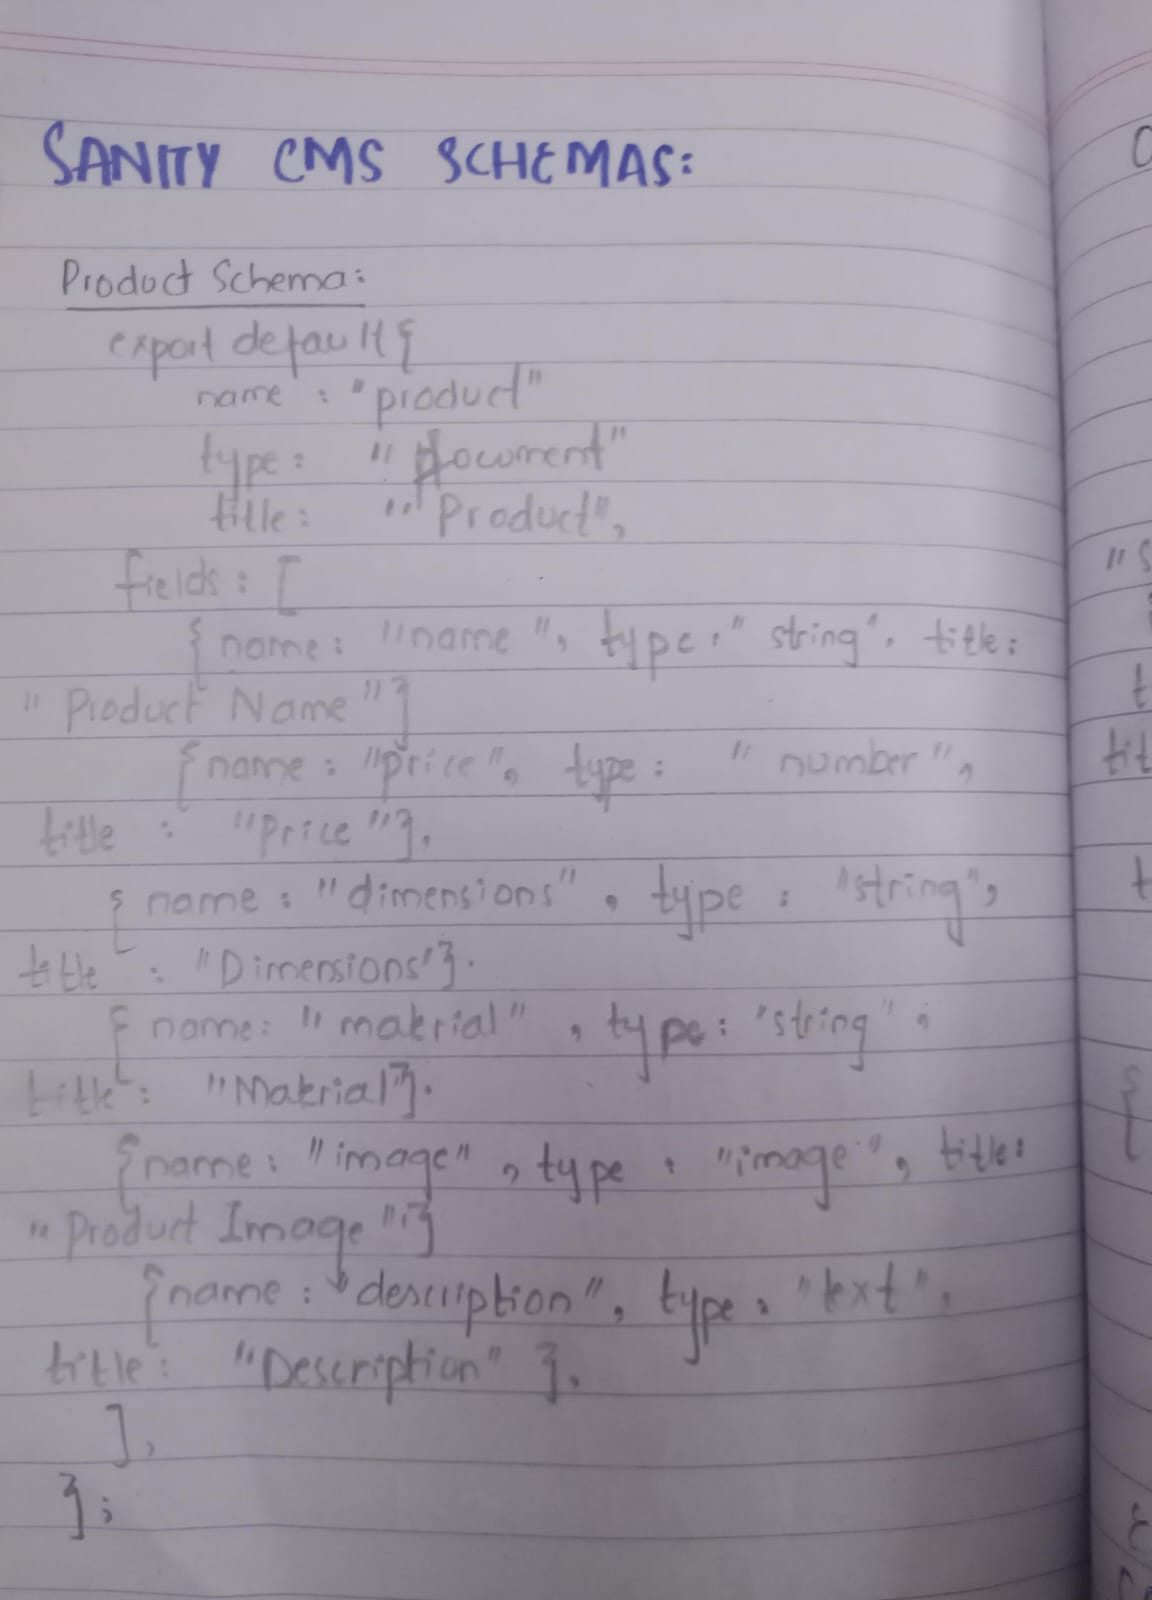 SANITY CMS SCHEMAS:
Product Schema:
export default{
name : "product"
type: "document"
title: "Product",
fields : [
{ name: "name", type: "string", title:
"Product Name"}
{name: "price", type: "number",
title : "Price"},
{ name : "dimensions", type : "string",
title : "Dimensions"}.
{ name: "material", type: "string",
title: "Material"}.
{name: "image", type : "image", title:
"Product Image"}
{name: "description", type: "text",
title: "Description" },
],
};
"S
t
tit
t
{